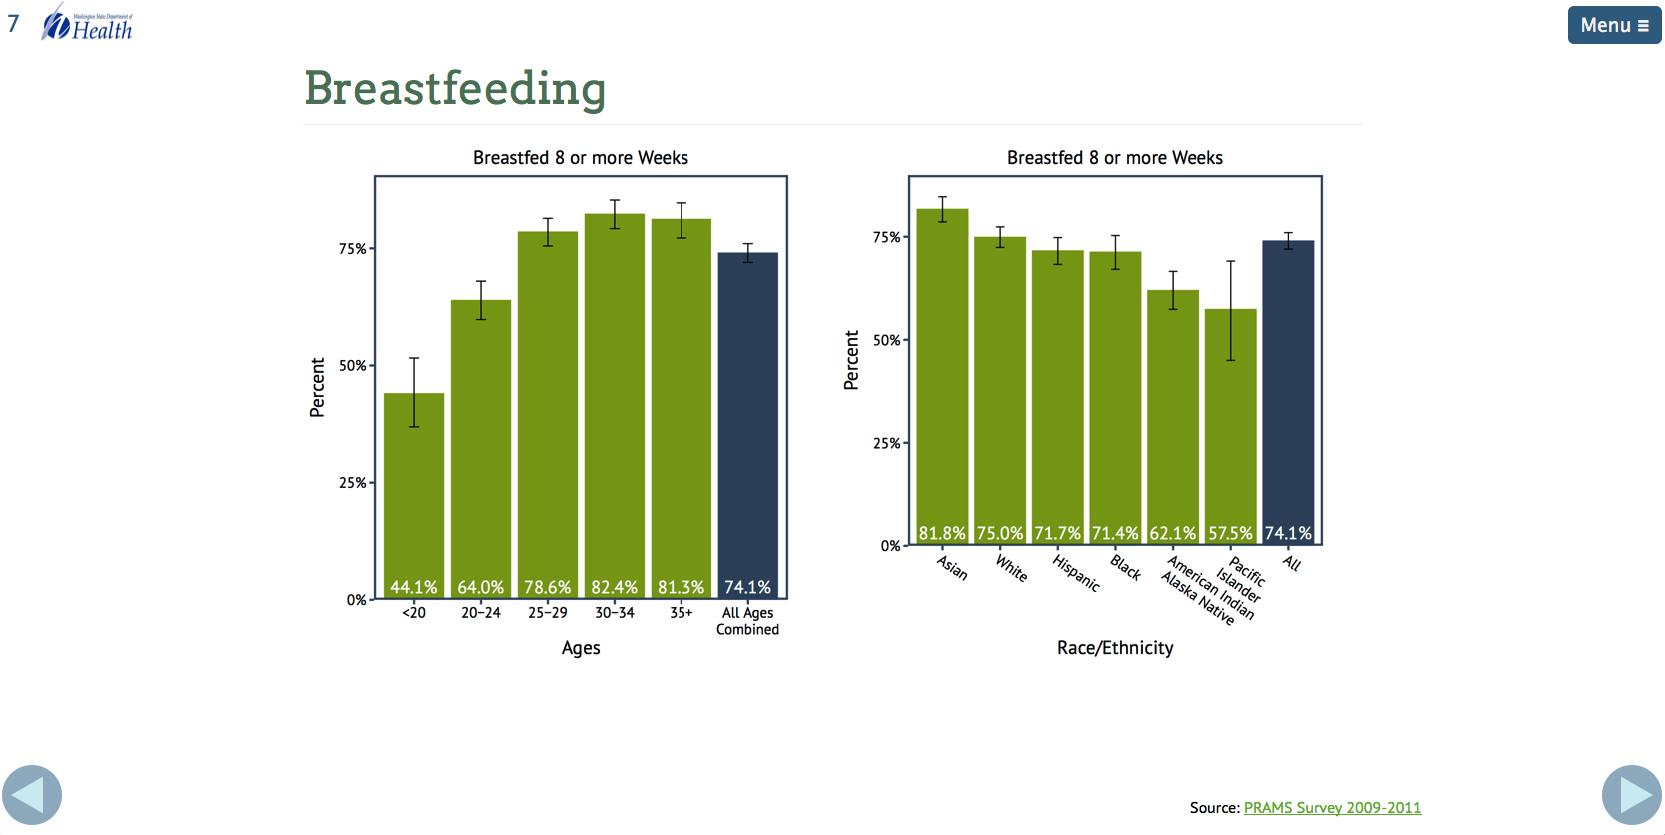 7
Washington State Department of
Health
Menu
Breastfeeding
Breastfed 8 or more Weeks
Percent
75%
50%
25%
0%
44.1% 64.0% 78.6% 82.4% 81.3% 74.1%
<20 20–24 25–29 30–34 35+ All Ages
Combined
Ages
Breastfed 8 or more Weeks
Percent
75%
50%
25%
0%
81.8% 75.0% 71.7% 71.4% 62.1% 57.5% 74.1%
Asian
White
Hispanic
Black
American Indian
Alaska Native
Pacific
Islander
All
Race/Ethnicity
Source: PRAMS Survey 2009-2011